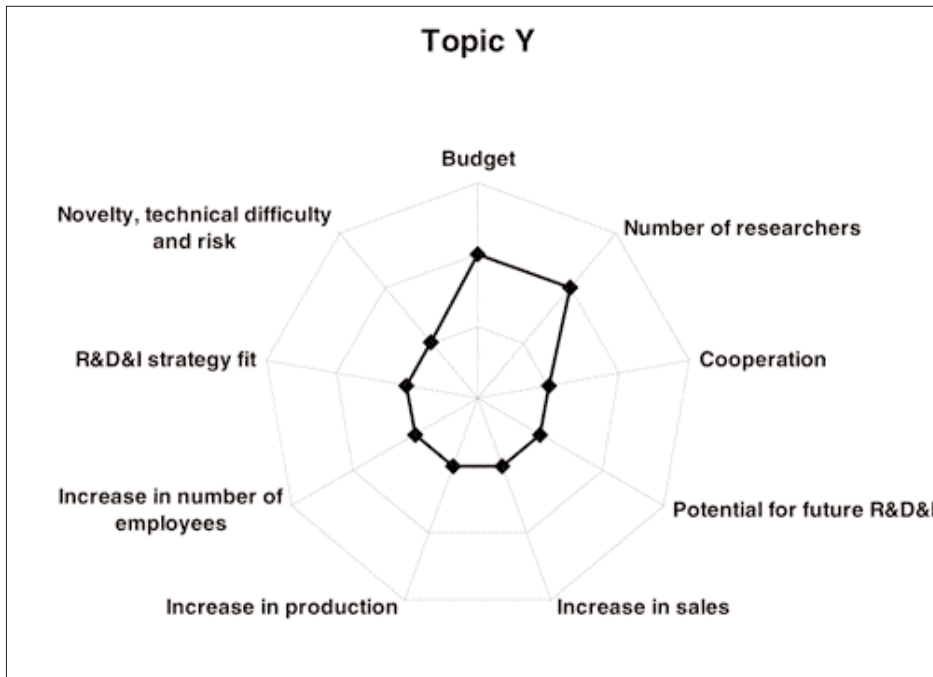 Topic Y
Budget
Number of researchers
Cooperation
Potential for future R&D&I
Increase in sales
Increase in production
Increase in number of
employees
R&D&I strategy fit
Novelty, technical difficulty
and risk